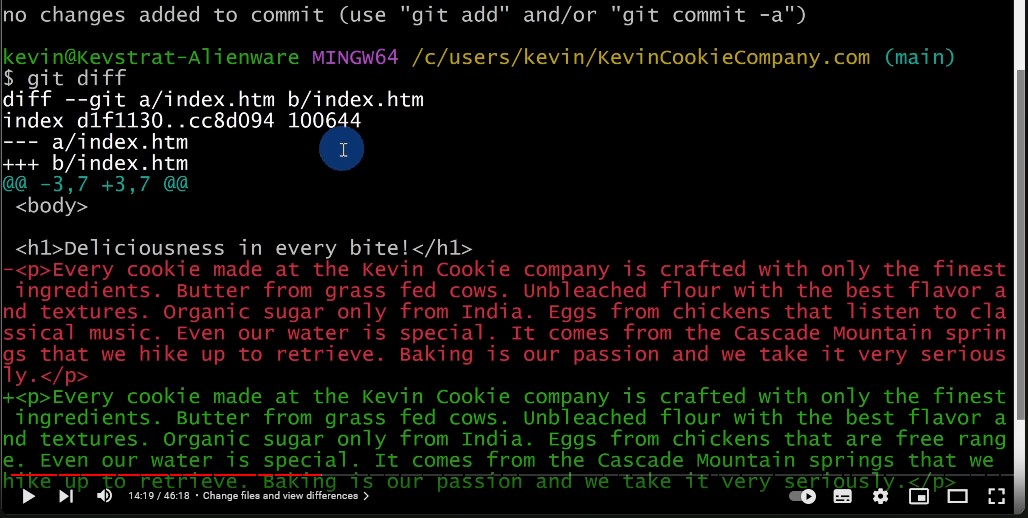 no changes added to commit (use "git add" and/or "git commit -a")
kevin@Kevstrat-Alienware MINGW64 /c/users/kevin/KevinCookieCompany.com (main)
$ git diff
diff --git a/index.htm b/index.htm
index d1f1130..cc8d094 100644
--- a/index.htm
+++ b/index.htm
@@ -3,7 +3,7 @@
 <body>
 <h1>Deliciousness in every bite!</h1>
-<p>Every cookie made at the Kevin Cookie company is crafted with only the finest
 ingredients. Butter from grass fed cows. Unbleached flour with the best flavor a
nd textures. Organic sugar only from India. Eggs from chickens that listen to cla
ssical music. Even our water is special. It comes from the Cascade Mountain sprin
gs that we hike up to retrieve. Baking is our passion and we take it very serious
ly.</p>
+<p>Every cookie made at the Kevin Cookie company is crafted with only the finest
 ingredients. Butter from grass fed cows. Unbleached flour with the best flavor a
nd textures. Organic sugar only from India. Eggs from chickens that are free rang
e. Even our water is special. It comes from the Cascade Mountain springs that we
hike up to retrieve. Baking is our passion and we take it very seriously.</p>
14:19 / 46:18 • Change files and view differences >